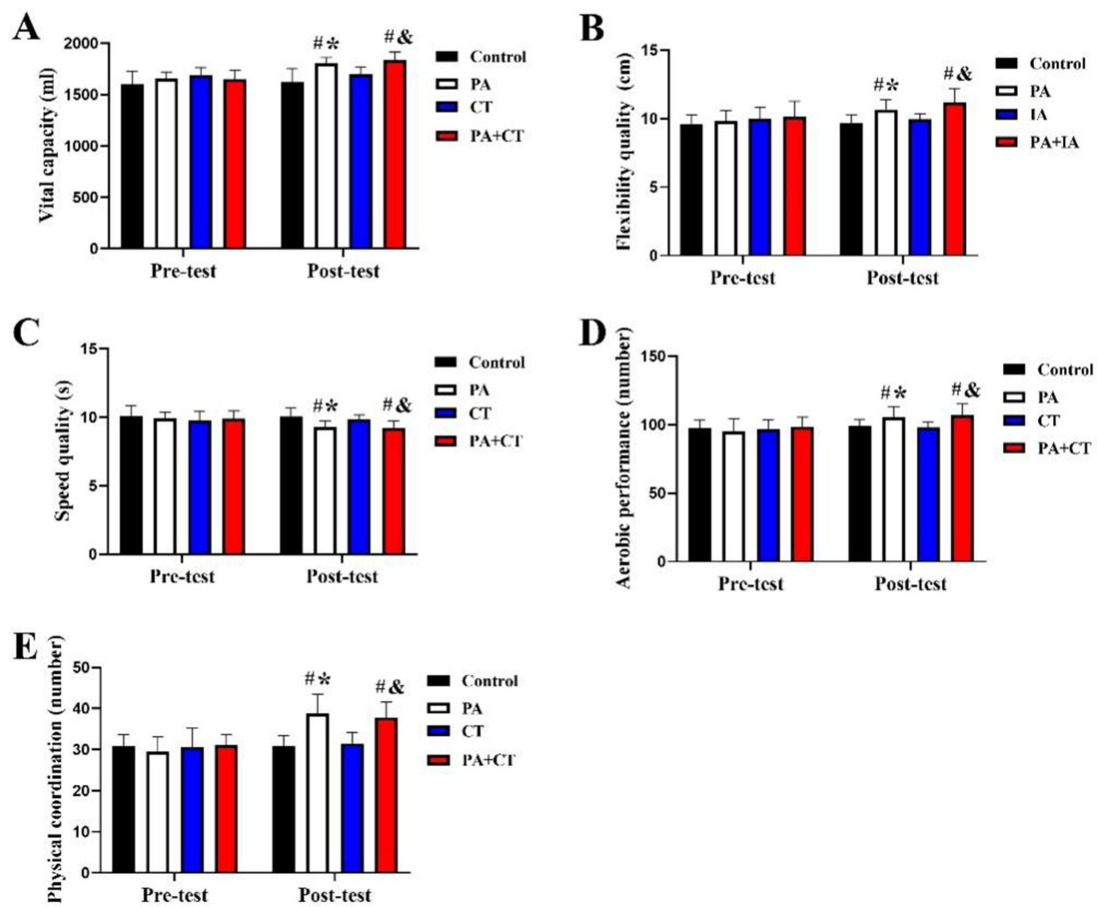 A
Vital capacity (ml)
2000
1500
1000
500
0
#* #&
Pre-test Post-test
Control
PA
CT
PA+CT
B
Flexibility quality (cm)
15
10
5
0
#* #&
Pre-test Post-test
Control
PA
IA
PA+IA
C
Speed quality (s)
15
10
5
0
#* #&
Pre-test Post-test
Control
PA
CT
PA+CT
D
Aerobic performance (number)
150
100
50
0
#* #&
Pre-test Post-test
Control
PA
CT
PA+CT
E
Physical coordination (number)
50
40
30
20
10
0
#* #&
Pre-test Post-test
Control
PA
CT
PA+CT